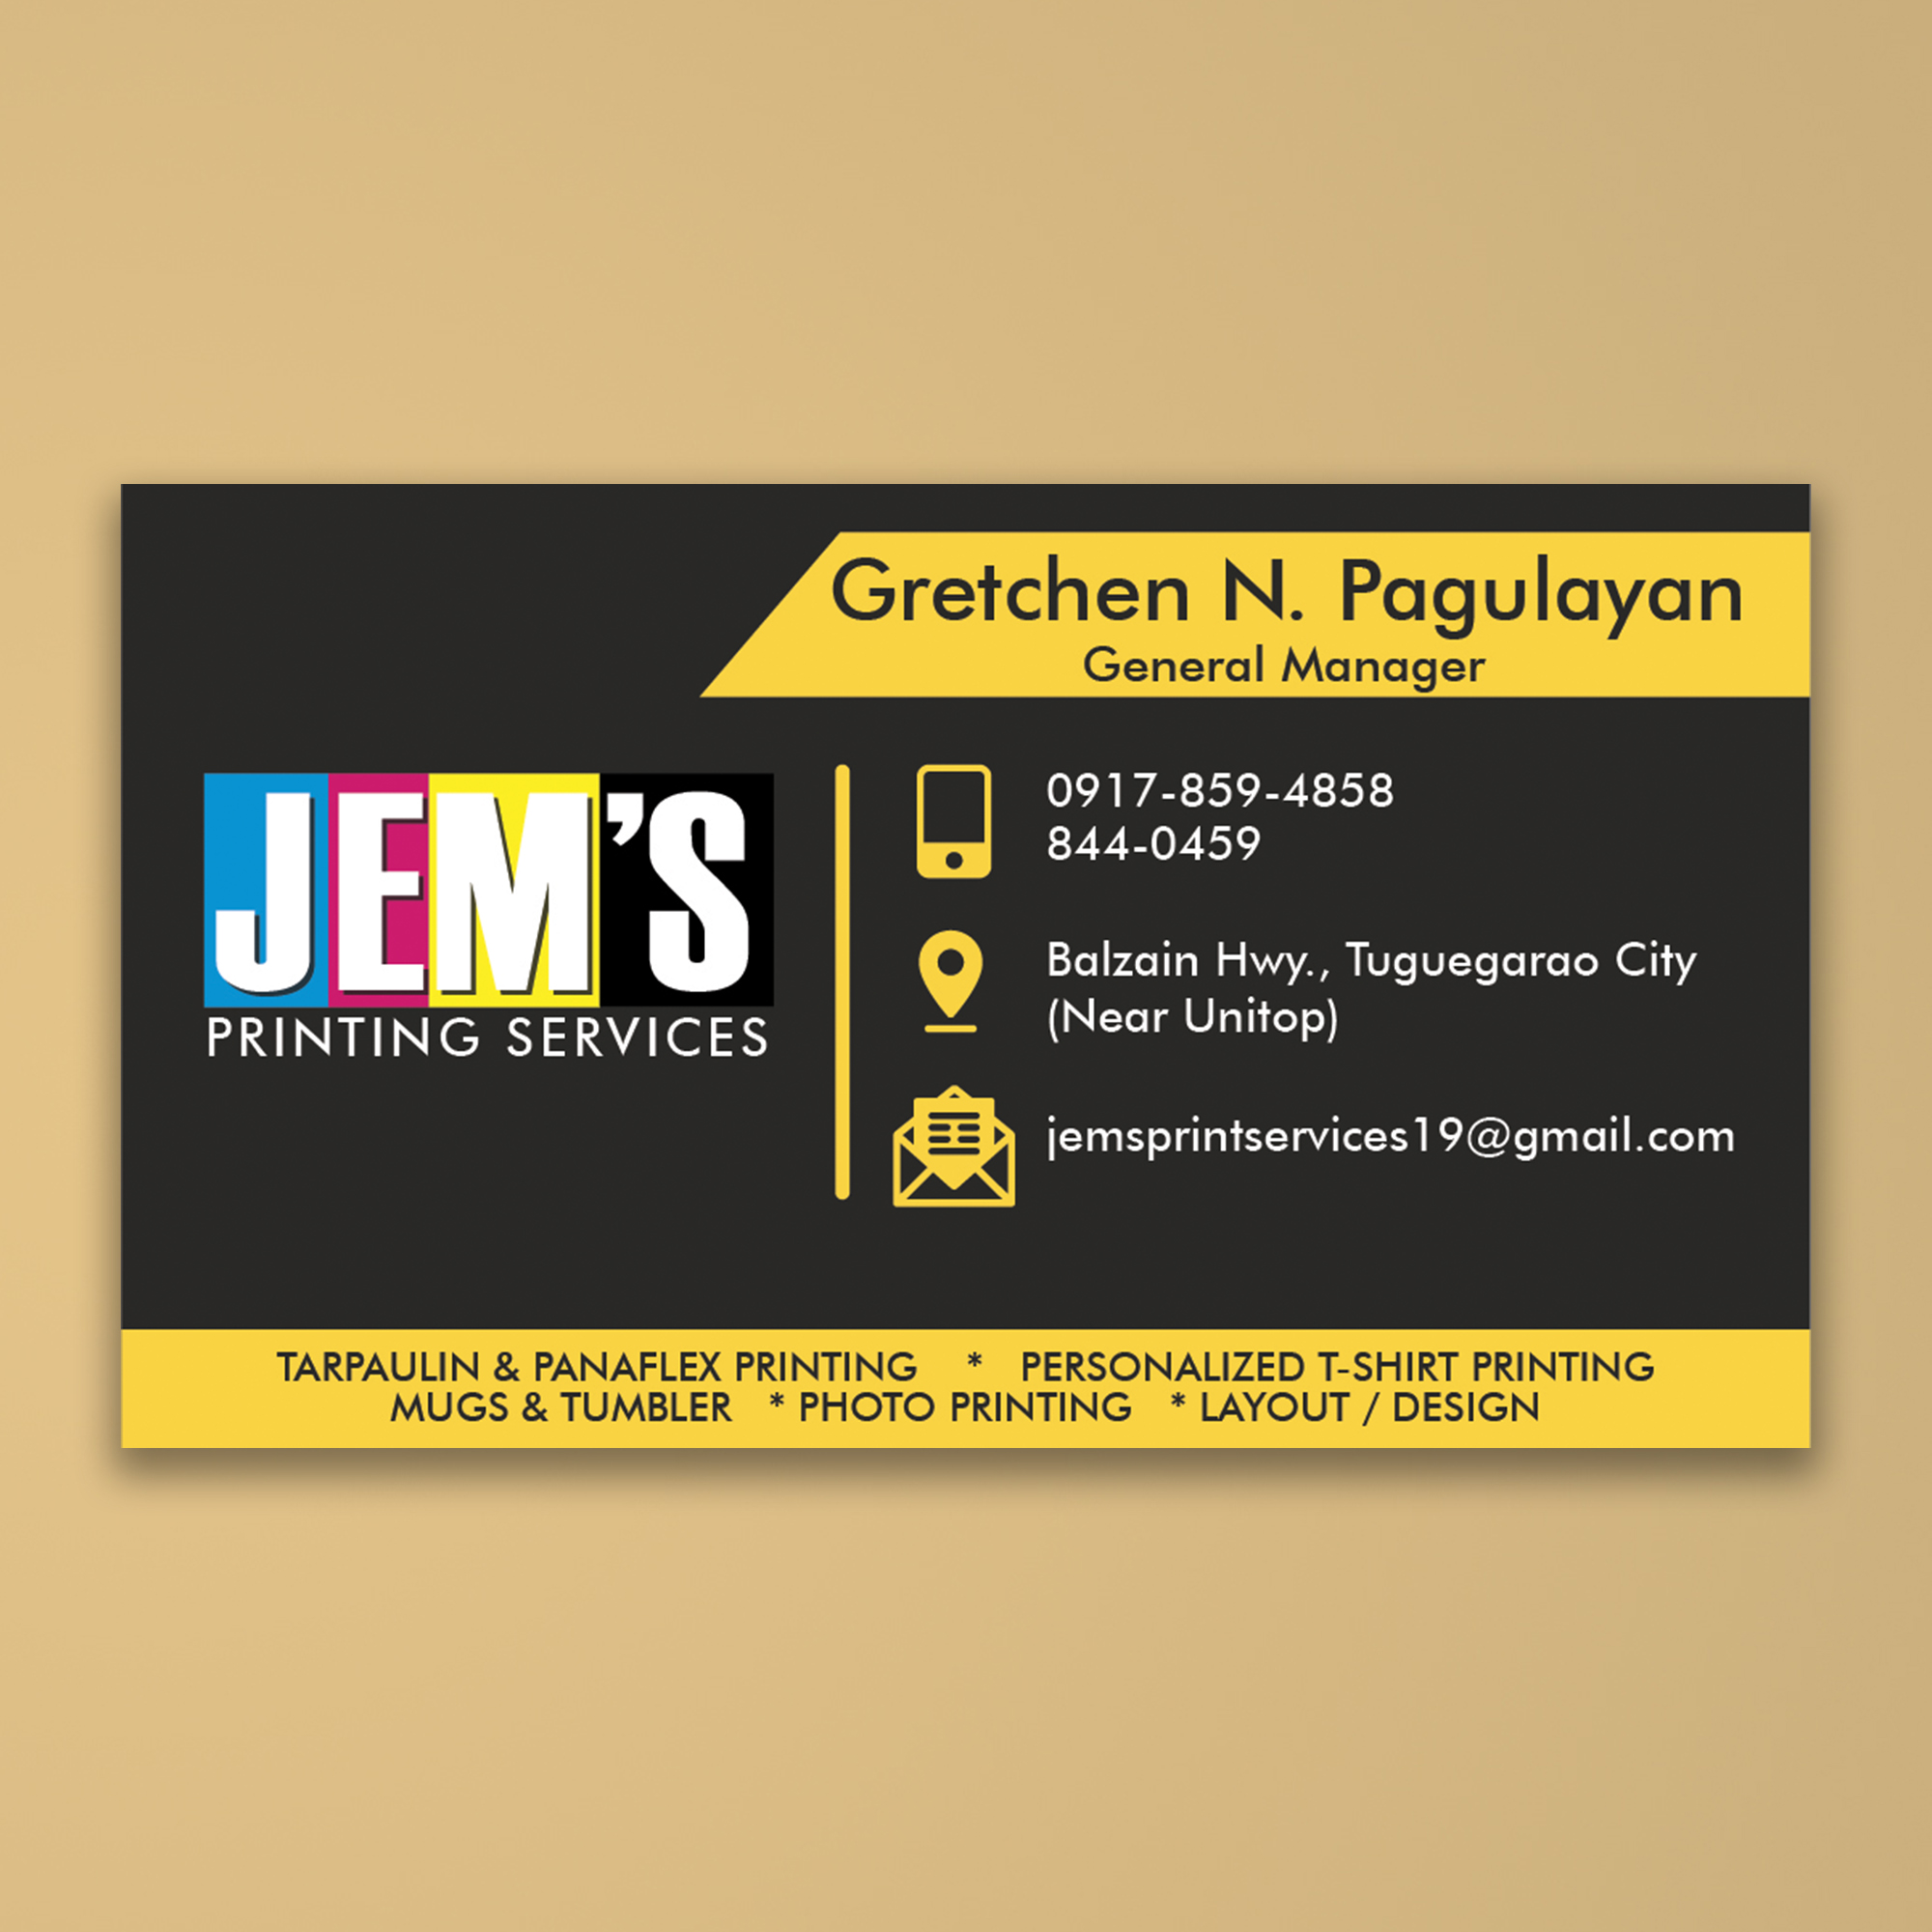 Gretchen N. Pagulayan
General Manager
JEM'S
PRINTING SERVICES
0917-859-4858
844-0459
Balzain Hwy., Tuguegarao City
(Near Unitop)
jemsprintservices19@gmail.com
TARPAULIN & PANAFLEX PRINTING * PERSONALIZED T-SHIRT PRINTING
MUGS & TUMBLER * PHOTO PRINTING * LAYOUT / DESIGN